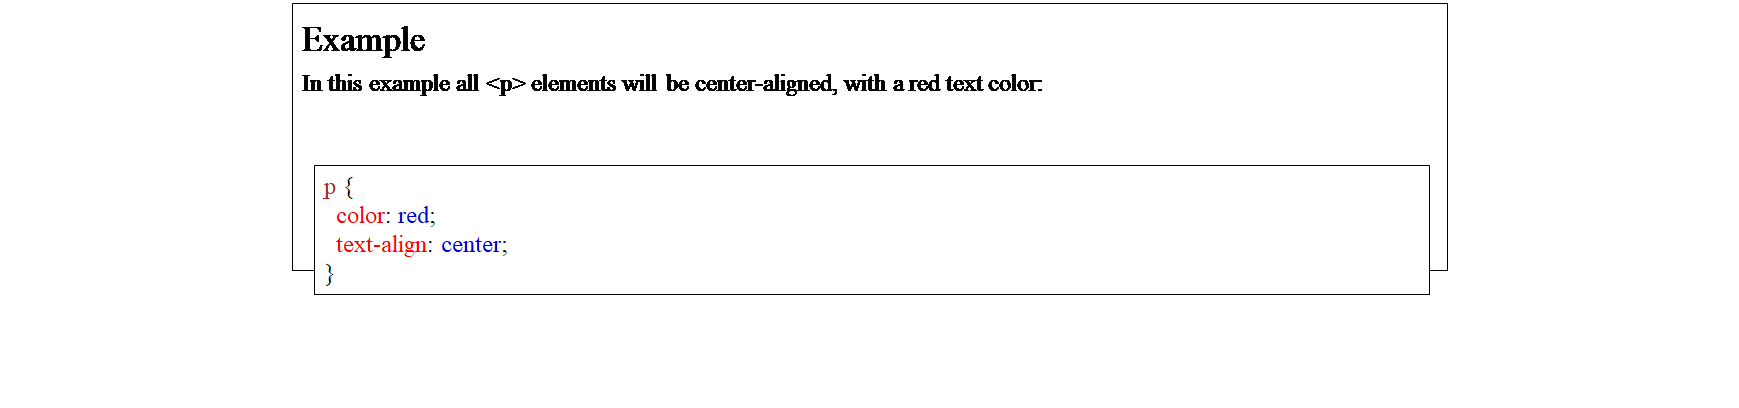 Example
In this example all <p> elements will be center-aligned, with a red text color:
p {
  color: red;
  text-align: center;
}